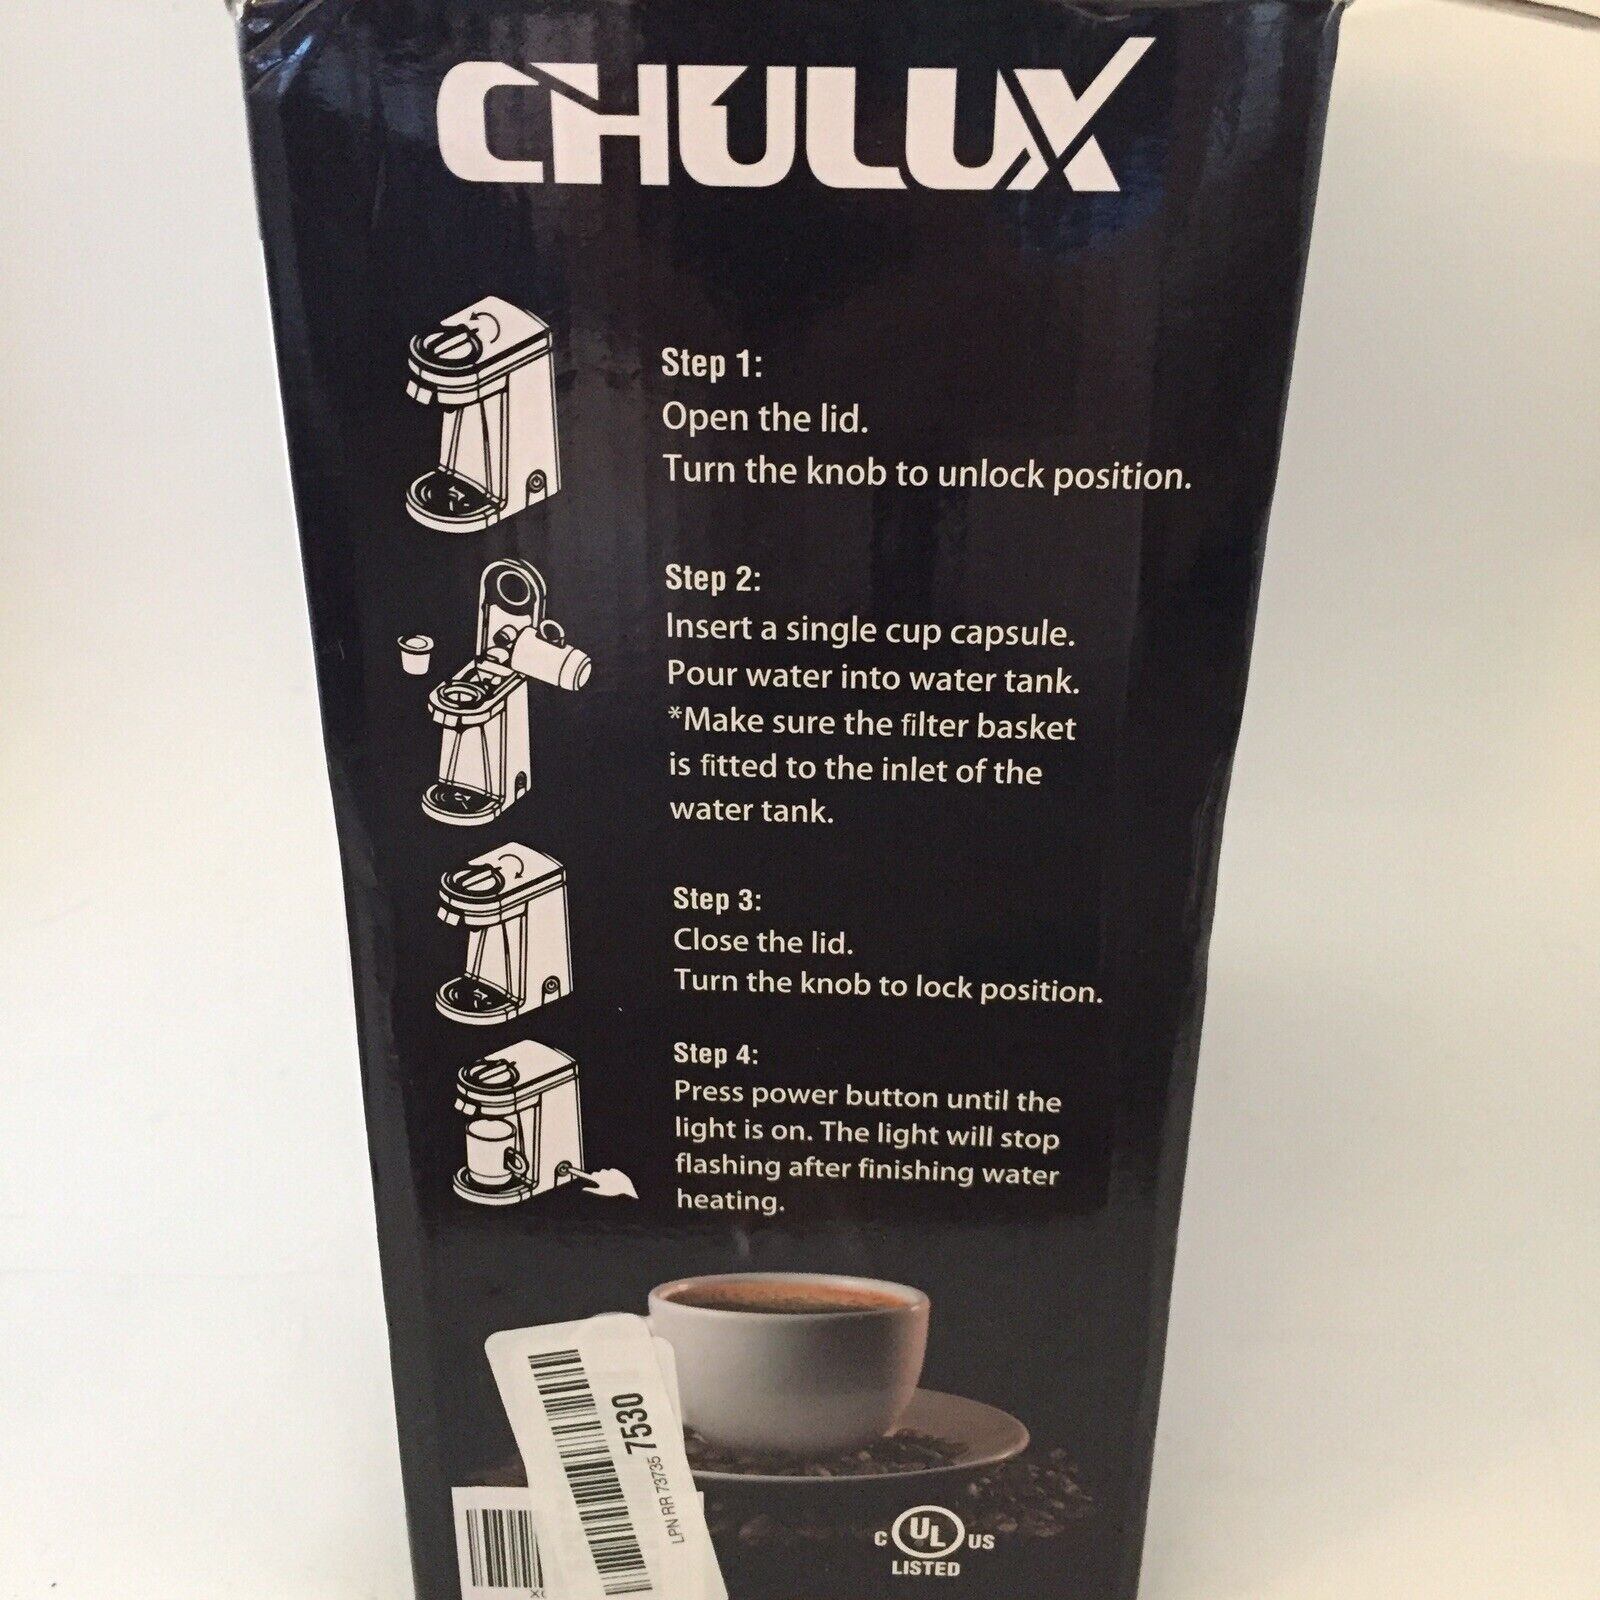 CHULUX
Step 1:
Open the lid.
Turn the knob to unlock position.
Step 2:
Insert a single cup capsule.
Pour water into water tank.
*Make sure the filter basket
is fitted to the inlet of the
water tank.
Step 3:
Close the lid.
Turn the knob to lock position.
Step 4:
Press power button until the
light is on. The light will stop
flashing after finishing water
heating.
LPN RR 73735 7530
C UL US
LISTED